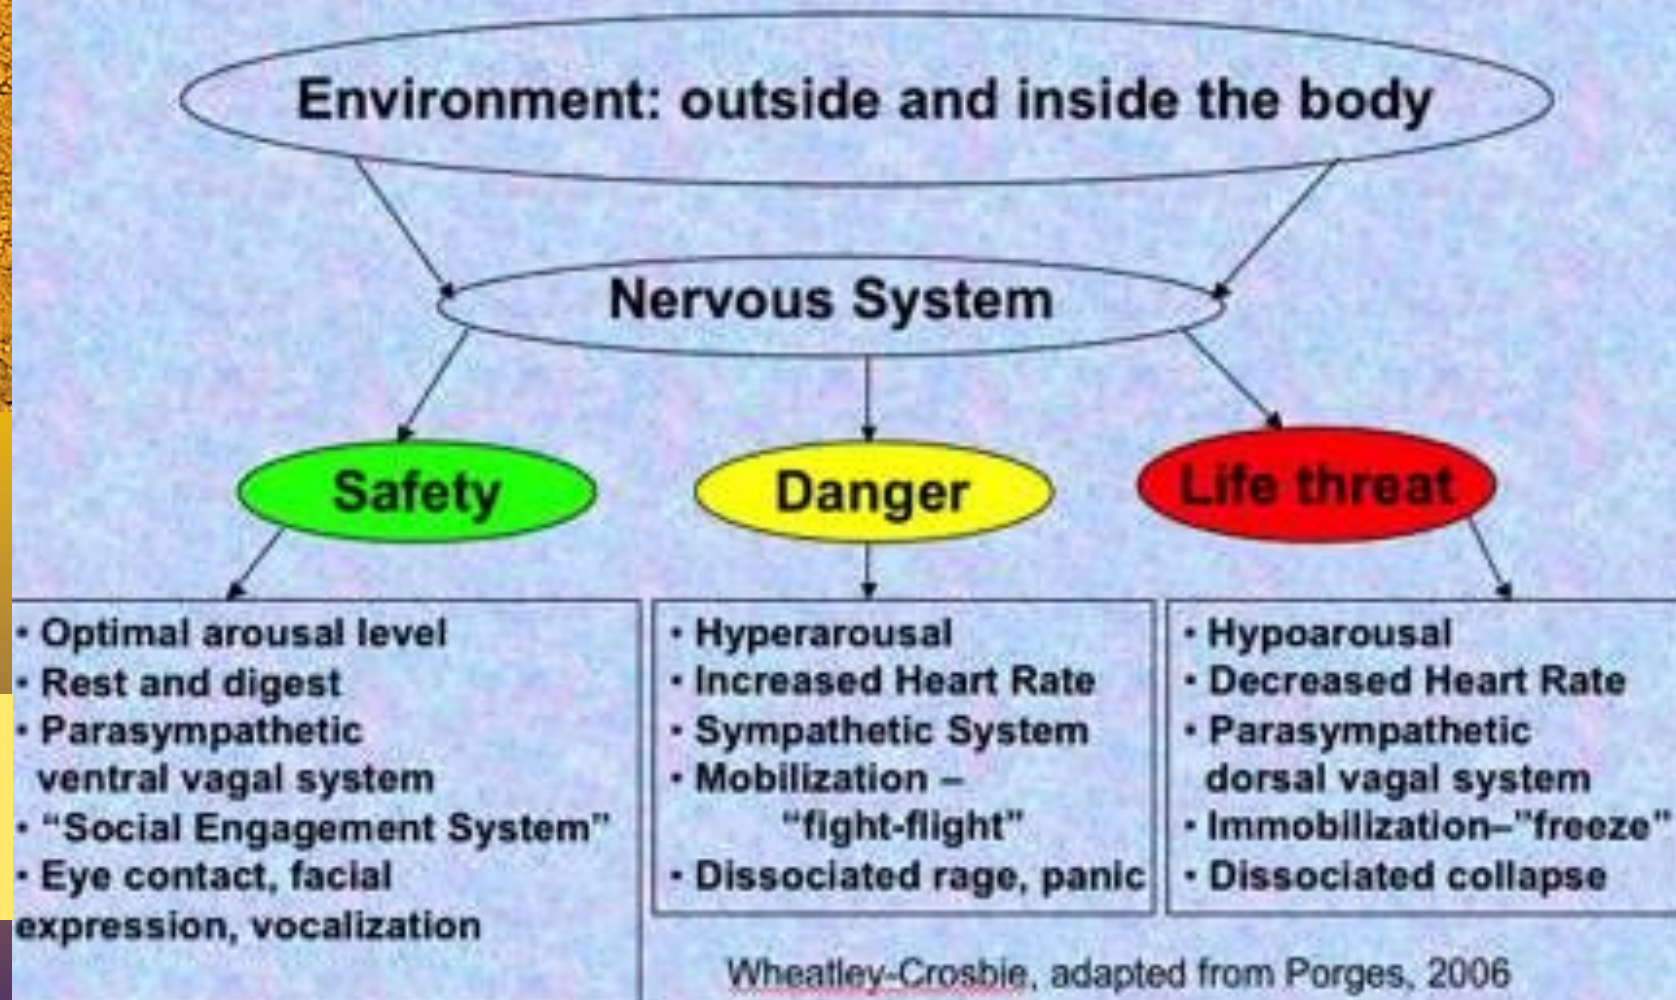 Environment: outside and inside the body
Nervous System
Safety
Danger
Life threat
• Optimal arousal level
• Rest and digest
• Parasympathetic
ventral vagal system
• “Social Engagement System”
• Eye contact, facial
expression, vocalization
• Hyperarousal
• Increased Heart Rate
• Sympathetic System
• Mobilization –
“fight-flight”
• Dissociated rage, panic
• Hypoarousal
• Decreased Heart Rate
• Parasympathetic
dorsal vagal system
• Immobilization–”freeze”
• Dissociated collapse
Wheatley-Crosbie, adapted from Porges, 2006